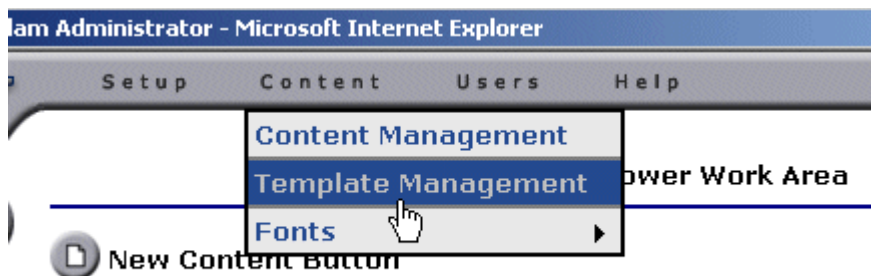 lam Administrator - Microsoft Internet Explorer
Setup Content Users Help
Content Management
Template Management
ower Work Area
Fonts
New Content Button